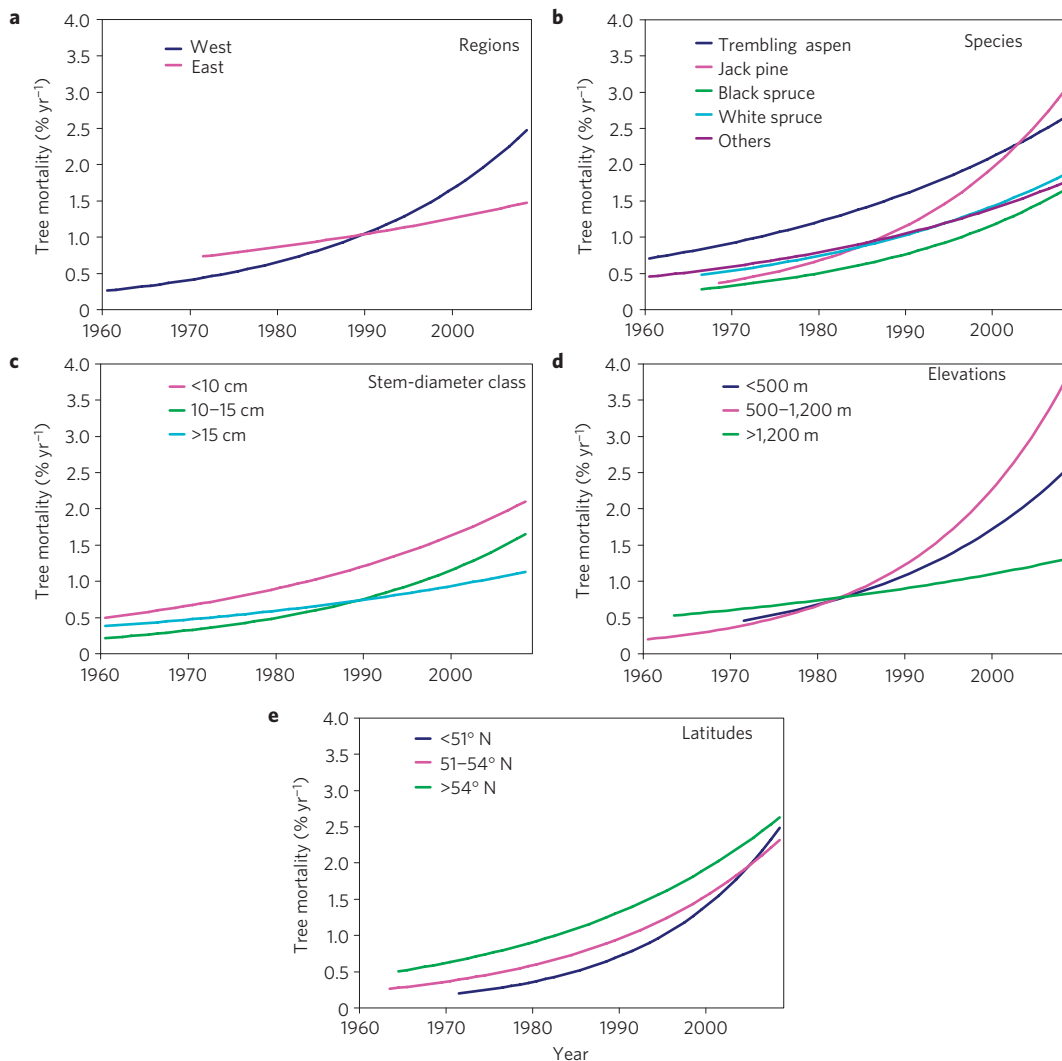 a
Regions
West
East
Tree mortality (% yr⁻¹)
4.0
3.5
3.0
2.5
2.0
1.5
1.0
0.5
0
1960 1970 1980 1990 2000
b
Species
Trembling aspen
Jack pine
Black spruce
White spruce
Others
Tree mortality (% yr⁻¹)
4.0
3.5
3.0
2.5
2.0
1.5
1.0
0.5
0
1960 1970 1980 1990 2000
c
Stem-diameter class
<10 cm
10–15 cm
>15 cm
Tree mortality (% yr⁻¹)
4.0
3.5
3.0
2.5
2.0
1.5
1.0
0.5
0
1960 1970 1980 1990 2000
d
Elevations
<500 m
500–1,200 m
>1,200 m
Tree mortality (% yr⁻¹)
4.0
3.5
3.0
2.5
2.0
1.5
1.0
0.5
0
1960 1970 1980 1990 2000
e
Latitudes
<51° N
51–54° N
>54° N
Tree mortality (% yr⁻¹)
4.0
3.5
3.0
2.5
2.0
1.5
1.0
0.5
0
1960 1970 1980 1990 2000
Year